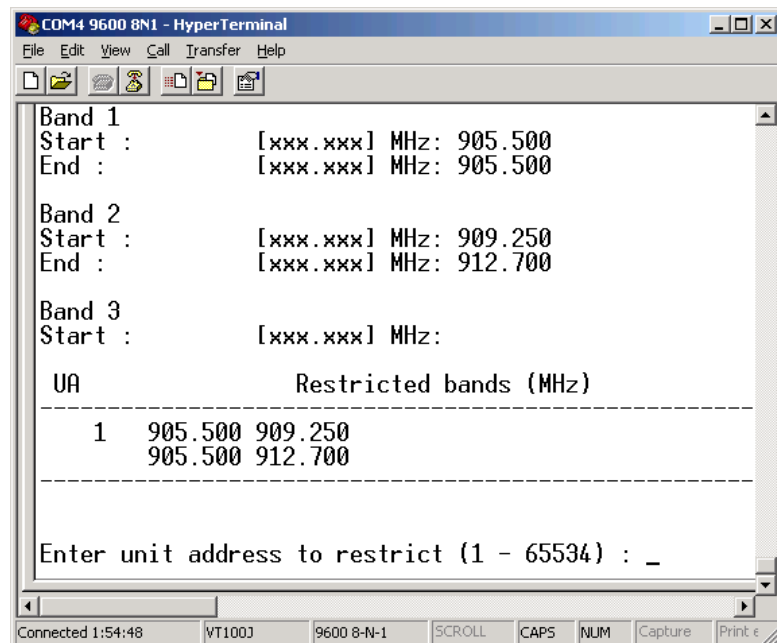 COM4 9600 8N1 - HyperTerminal
File Edit View Call Transfer Help
Band 1
Start : [xxx.xxx] MHz: 905.500
End : [xxx.xxx] MHz: 905.500
Band 2
Start : [xxx.xxx] MHz: 909.250
End : [xxx.xxx] MHz: 912.700
Band 3
Start : [xxx.xxx] MHz:
UA Restricted bands (MHz)
--------------------------------------------------------
1 905.500 909.250
905.500 912.700
--------------------------------------------------------
Enter unit address to restrict (1 - 65534) : _
Connected 1:54:48 VT100J 9600 8-N-1 SCROLL CAPS NUM Capture Print e